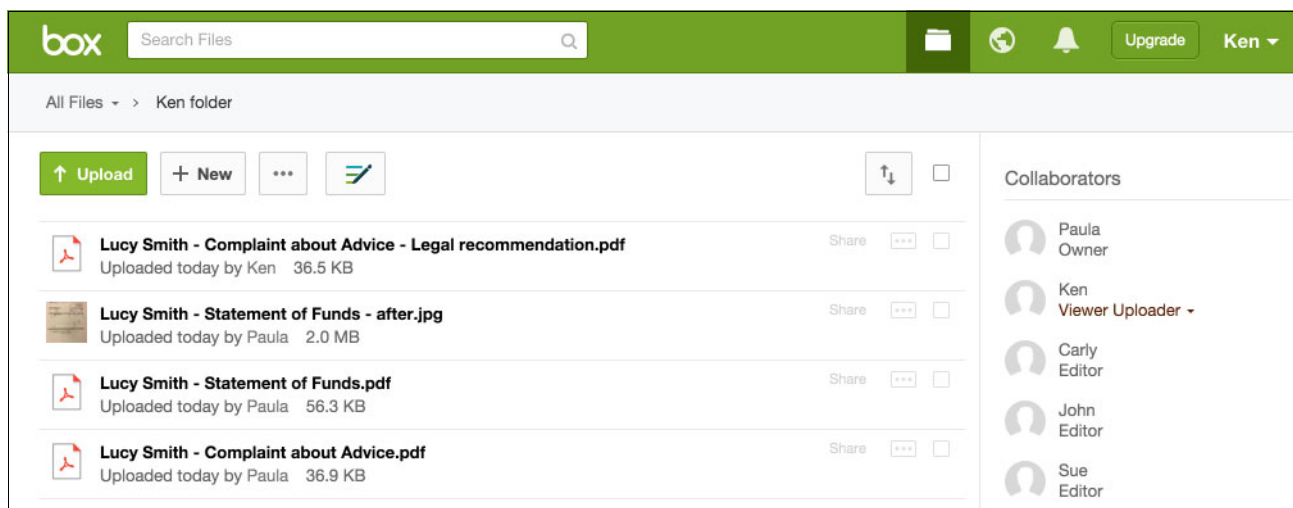 box Search Files Upgrade Ken
All Files > Ken folder
Upload + New ...
Lucy Smith - Complaint about Advice - Legal recommendation.pdf Share
Uploaded today by Ken 36.5 KB
Lucy Smith - Statement of Funds - after.jpg Share
Uploaded today by Paula 2.0 MB
Lucy Smith - Statement of Funds.pdf Share
Uploaded today by Paula 56.3 KB
Lucy Smith - Complaint about Advice.pdf Share
Uploaded today by Paula 36.9 KB
Collaborators
Paula
Owner
Ken
Viewer Uploader
Carly
Editor
John
Editor
Sue
Editor